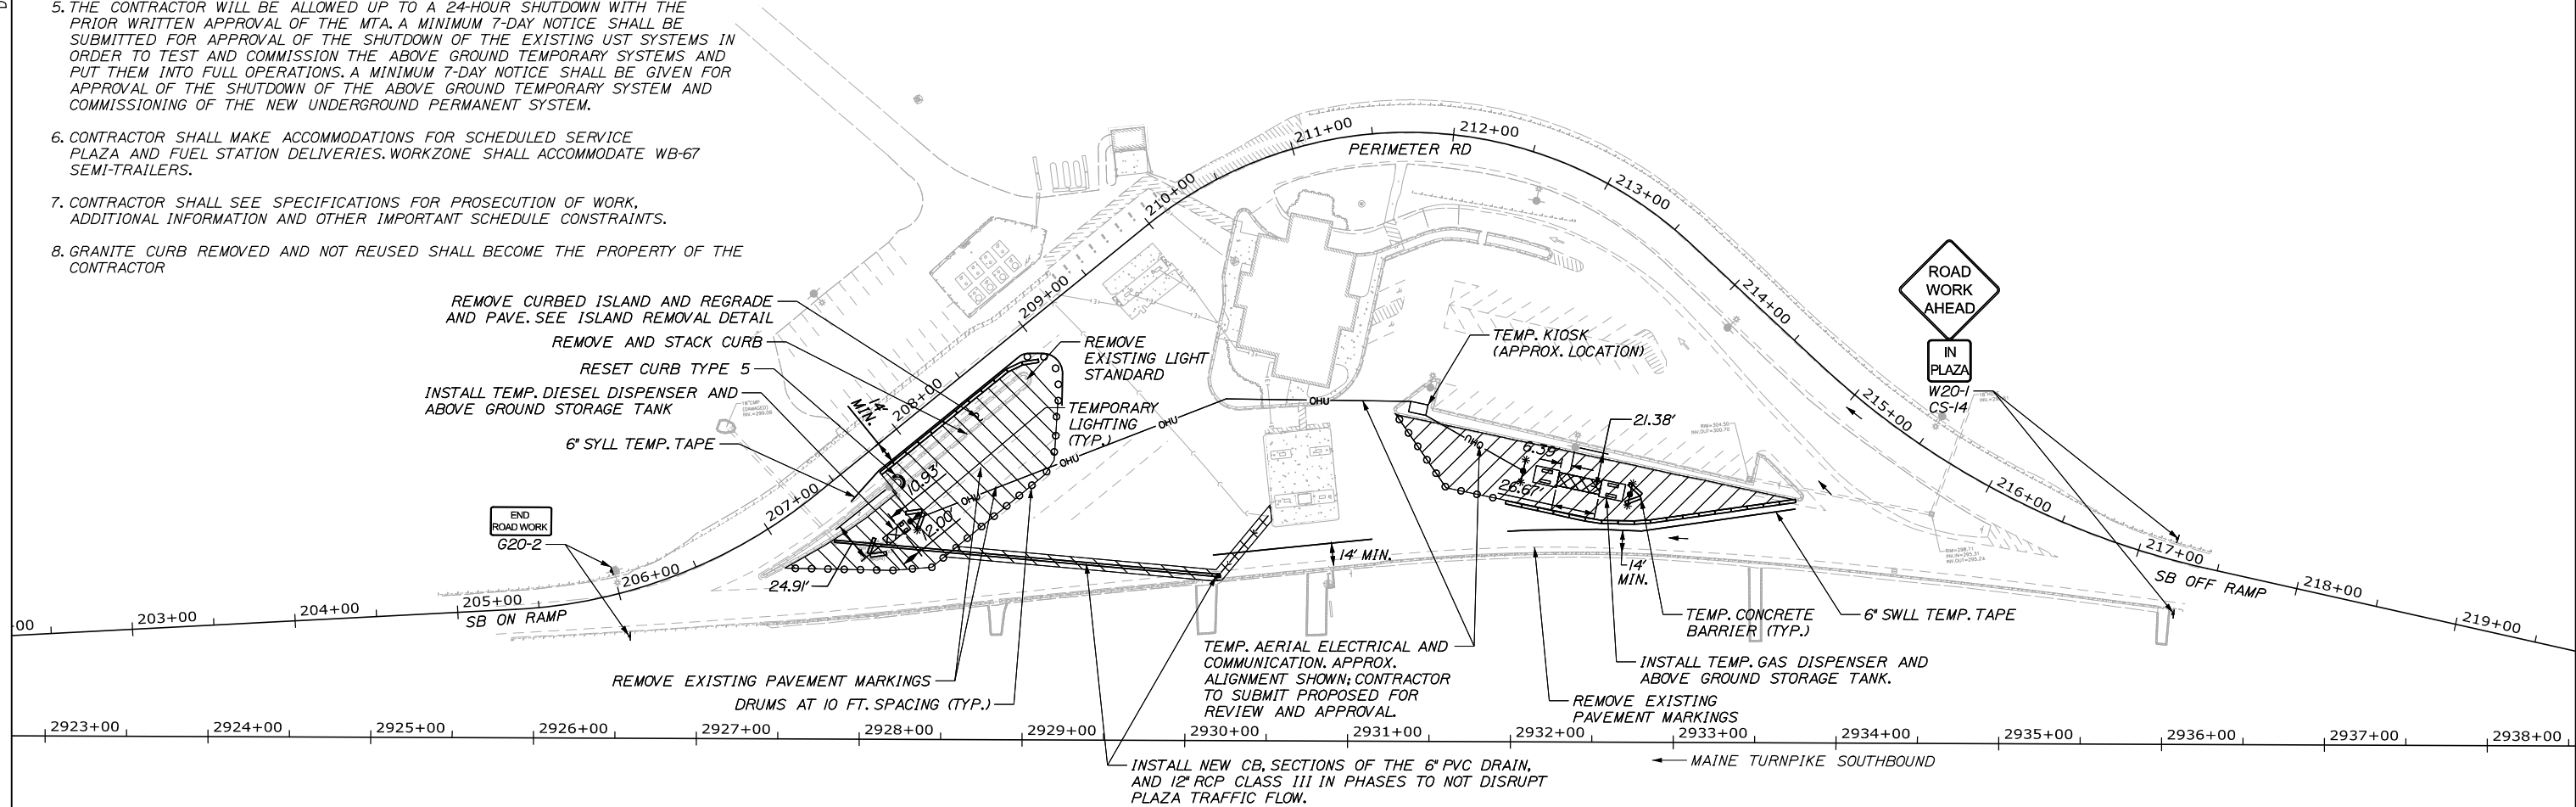 5. THE CONTRACTOR WILL BE ALLOWED UP TO A 24-HOUR SHUTDOWN WITH THE
PRIOR WRITTEN APPROVAL OF THE MTA. A MINIMUM 7-DAY NOTICE SHALL BE
SUBMITTED FOR APPROVAL OF THE SHUTDOWN OF THE EXISTING UST SYSTEMS IN
ORDER TO TEST AND COMMISSION THE ABOVE GROUND TEMPORARY SYSTEMS AND
PUT THEM INTO FULL OPERATIONS. A MINIMUM 7-DAY NOTICE SHALL BE GIVEN FOR
APPROVAL OF THE SHUTDOWN OF THE ABOVE GROUND TEMPORARY SYSTEM AND
COMMISSIONING OF THE NEW UNDERGROUND PERMANENT SYSTEM.
6. CONTRACTOR SHALL MAKE ACCOMMODATIONS FOR SCHEDULED SERVICE
PLAZA AND FUEL STATION DELIVERIES. WORKZONE SHALL ACCOMMODATE WB-67
SEMI-TRAILERS.
7. CONTRACTOR SHALL SEE SPECIFICATIONS FOR PROSECUTION OF WORK,
ADDITIONAL INFORMATION AND OTHER IMPORTANT SCHEDULE CONSTRAINTS.
8. GRANITE CURB REMOVED AND NOT REUSED SHALL BECOME THE PROPERTY OF THE
CONTRACTOR
REMOVE CURBED ISLAND AND REGRADE
AND PAVE. SEE ISLAND REMOVAL DETAIL
REMOVE AND STACK CURB
RESET CURB TYPE 5
INSTALL TEMP. DIESEL DISPENSER AND
ABOVE GROUND STORAGE TANK
6" SYLL TEMP. TAPE
END
ROAD WORK
G20-2
14'
MIN.
REMOVE
EXISTING LIGHT
STANDARD
TEMPORARY
LIGHTING
(TYP.)
OHU
OHU
OHU
OHU
OHU
10.93'
24.91'
TEMP. KIOSK
(APPROX. LOCATION)
21.38'
6.39'
26.67'
14' MIN.
14'
MIN.
ROAD
WORK
AHEAD
IN
PLAZA
W20-1
CS-14
PERIMETER RD
SB ON RAMP
SB OFF RAMP
+00
203+00
204+00
205+00
206+00
207+00
208+00
209+00
210+00
211+00
212+00
213+00
214+00
215+00
216+00
217+00
218+00
219+00
REMOVE EXISTING PAVEMENT MARKINGS
DRUMS AT 10 FT. SPACING (TYP.)
TEMP. AERIAL ELECTRICAL AND
COMMUNICATION. APPROX.
ALIGNMENT SHOWN; CONTRACTOR
TO SUBMIT PROPOSED FOR
REVIEW AND APPROVAL.
TEMP. CONCRETE
BARRIER (TYP.)
6" SWLL TEMP. TAPE
INSTALL TEMP. GAS DISPENSER AND
ABOVE GROUND STORAGE TANK.
REMOVE EXISTING
PAVEMENT MARKINGS
2923+00
2924+00
2925+00
2926+00
2927+00
2928+00
2929+00
2930+00
2931+00
2932+00
2933+00
2934+00
2935+00
2936+00
2937+00
2938+00
INSTALL NEW CB, SECTIONS OF THE 6" PVC DRAIN,
AND 12" RCP CLASS III IN PHASES TO NOT DISRUPT
PLAZA TRAFFIC FLOW.
MAINE TURNPIKE SOUTHBOUND